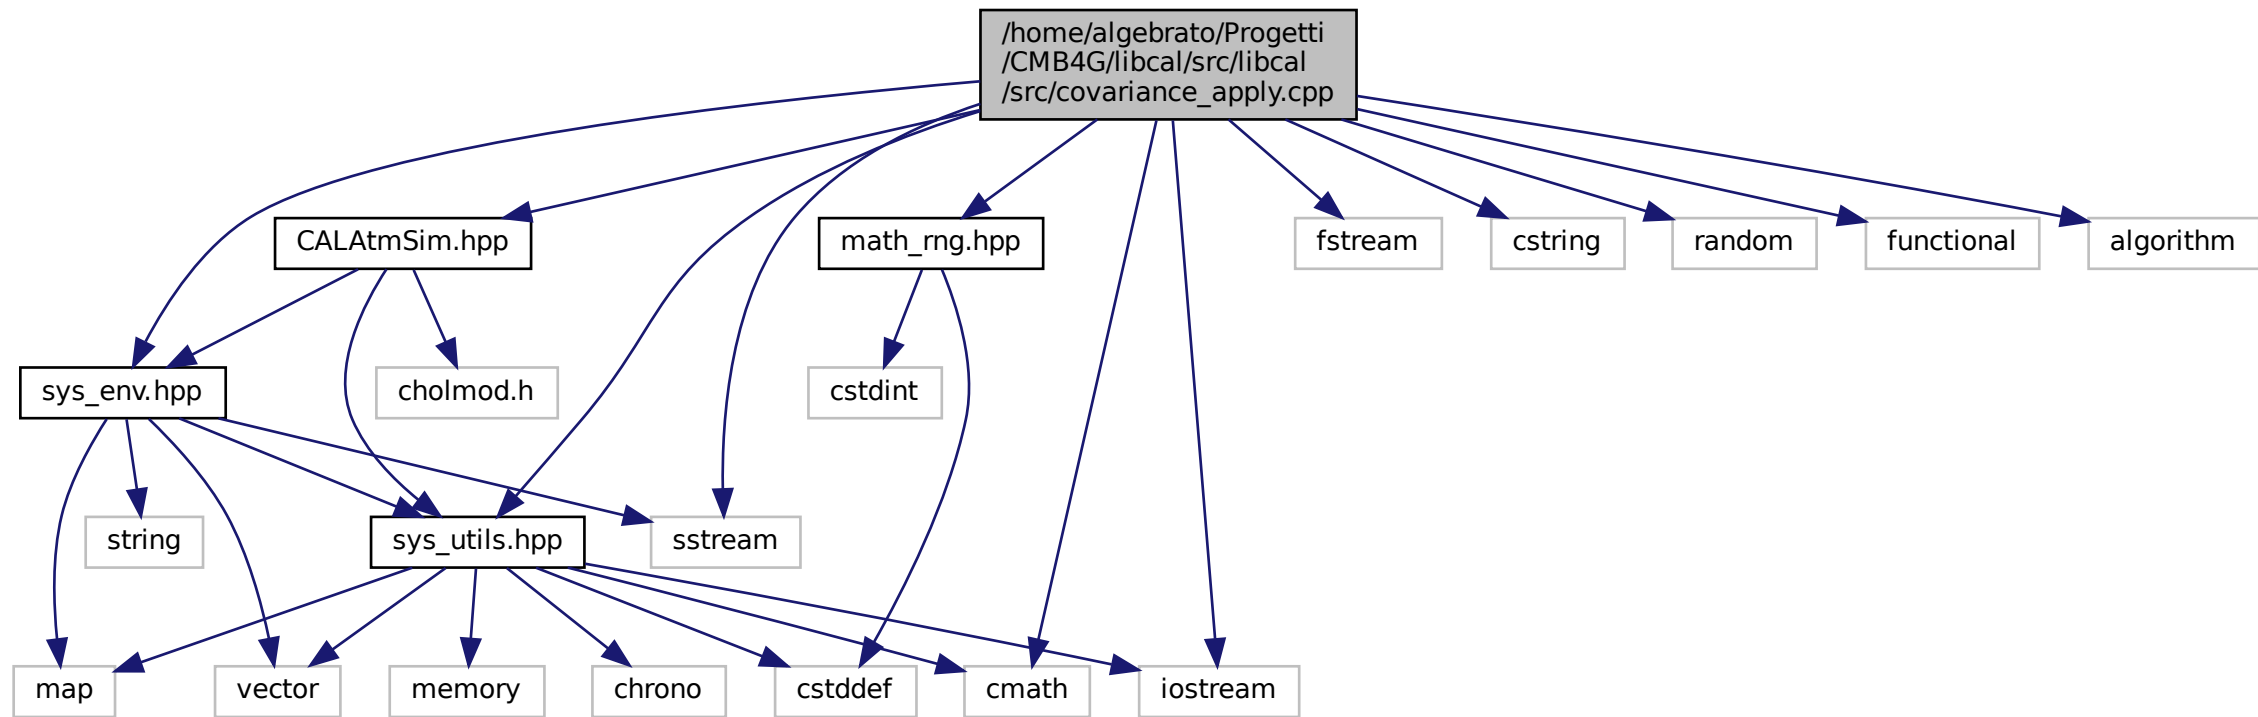 /home/algebrato/Progetti
/CMB4G/libcal/src/libcal
/src/covariance_apply.cpp
CALAtmSim.hpp
math_rng.hpp
fstream
cstring
random
functional
algorithm
sys_env.hpp
cholmod.h
cstdint
string
sys_utils.hpp
sstream
map
vector
memory
chrono
cstddef
cmath
iostream